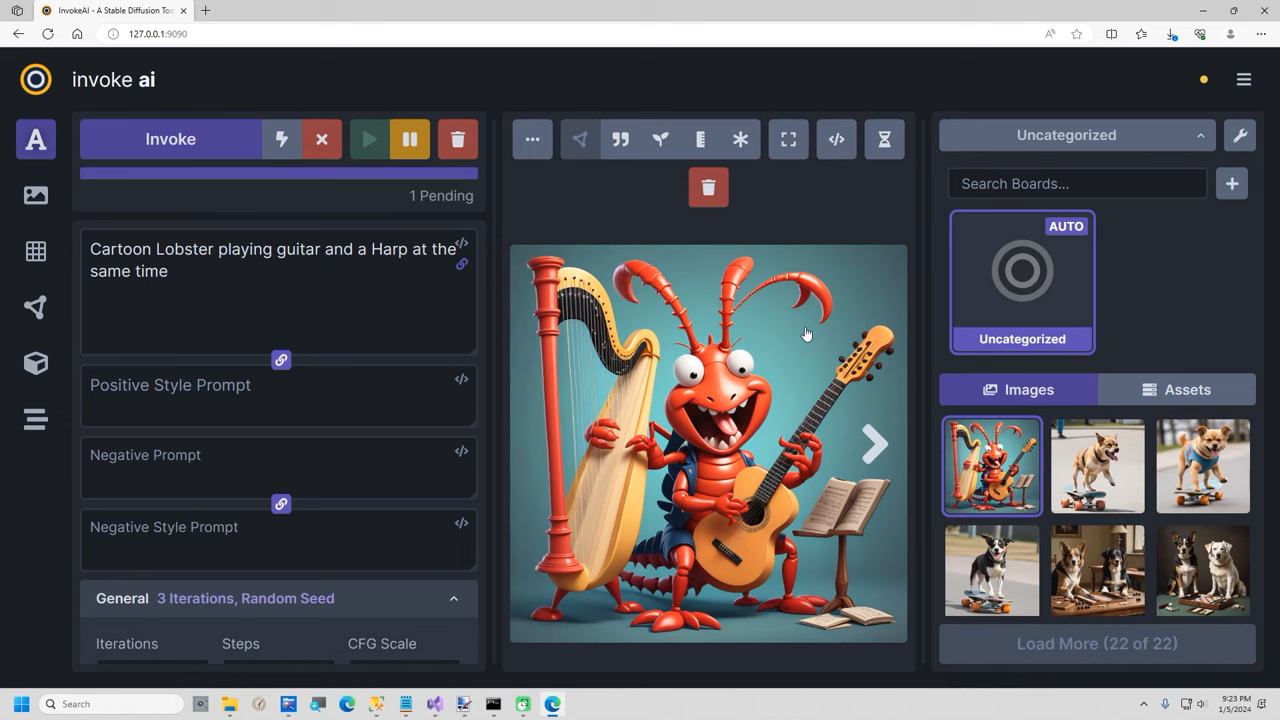 InvokeAI - A Stable Diffusion Too
127.0.0.1:9090
invoke ai
Invoke
1 Pending
Cartoon Lobster playing guitar and a Harp at the
same time
Positive Style Prompt
Negative Prompt
Negative Style Prompt
General 3 Iterations, Random Seed
Iterations Steps CFG Scale
Uncategorized
Search Boards...
AUTO
Uncategorized
Images
Assets
Load More (22 of 22)
Search
9:23 PM
1/5/2024